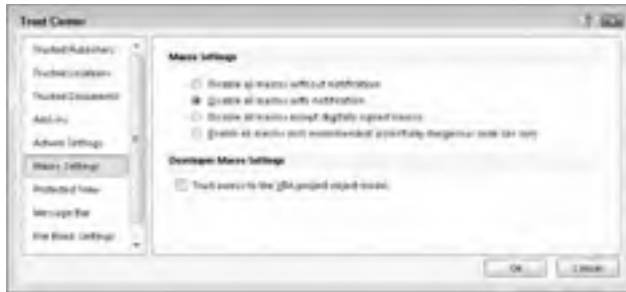 Trust Center
Trusted Publishers
Trusted Locations
Trusted Documents
Add-ins
ActiveX Settings
Macro Settings
Protected View
Message Bar
File Block Settings
Macro Settings
Disable all macros without notification
Disable all macros with notification
Disable all macros except digitally signed macros
Enable all macros (not recommended; potentially dangerous code can run)
Developer Macro Settings
Trust access to the VBA project object model
OK
Cancel